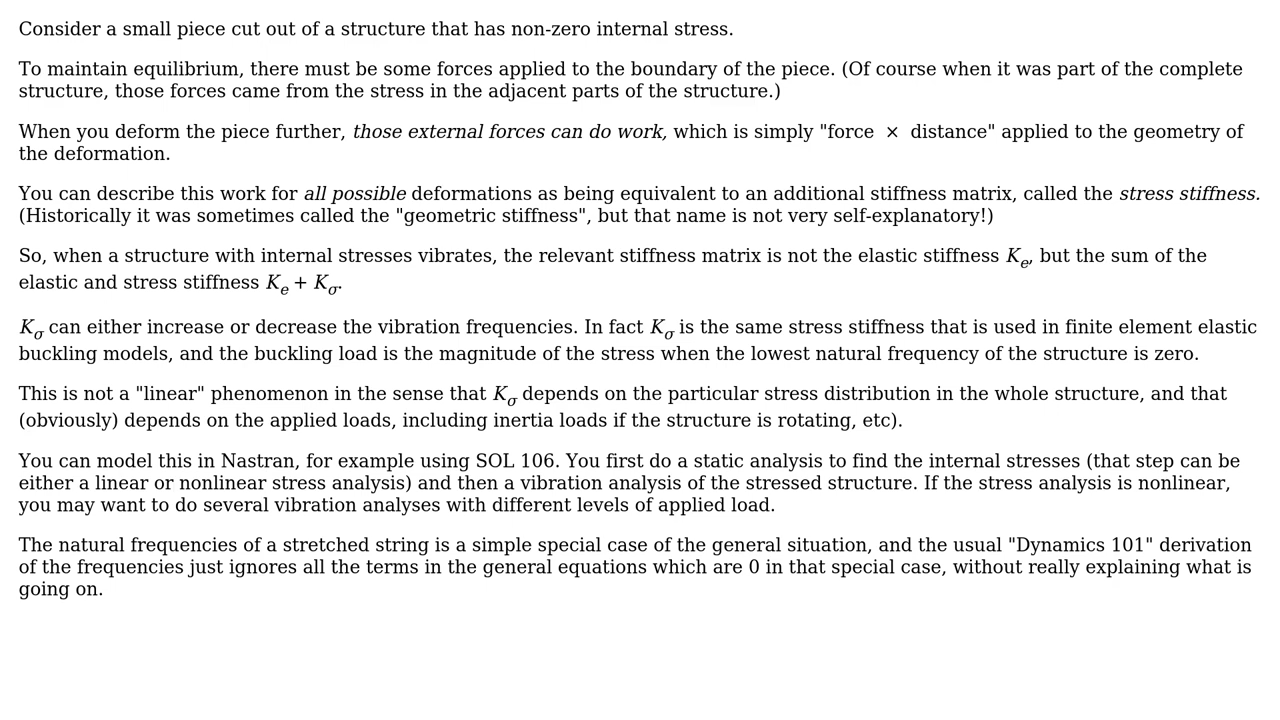 Consider a small piece cut out of a structure that has non-zero internal stress.
To maintain equilibrium, there must be some forces applied to the boundary of the piece. (Of course when it was part of the complete
structure, those forces came from the stress in the adjacent parts of the structure.)
When you deform the piece further, those external forces can do work, which is simply "force × distance" applied to the geometry of
the deformation.
You can describe this work for all possible deformations as being equivalent to an additional stiffness matrix, called the stress stiffness.
(Historically it was sometimes called the "geometric stiffness", but that name is not very self-explanatory!)
So, when a structure with internal stresses vibrates, the relevant stiffness matrix is not the elastic stiffness Ke, but the sum of the
elastic and stress stiffness Ke + Kσ.
Kσ can either increase or decrease the vibration frequencies. In fact Kσ is the same stress stiffness that is used in finite element elastic
buckling models, and the buckling load is the magnitude of the stress when the lowest natural frequency of the structure is zero.
This is not a "linear" phenomenon in the sense that Kσ depends on the particular stress distribution in the whole structure, and that
(obviously) depends on the applied loads, including inertia loads if the structure is rotating, etc).
You can model this in Nastran, for example using SOL 106. You first do a static analysis to find the internal stresses (that step can be
either a linear or nonlinear stress analysis) and then a vibration analysis of the stressed structure. If the stress analysis is nonlinear,
you may want to do several vibration analyses with different levels of applied load.
The natural frequencies of a stretched string is a simple special case of the general situation, and the usual "Dynamics 101" derivation
of the frequencies just ignores all the terms in the general equations which are 0 in that special case, without really explaining what is
going on.